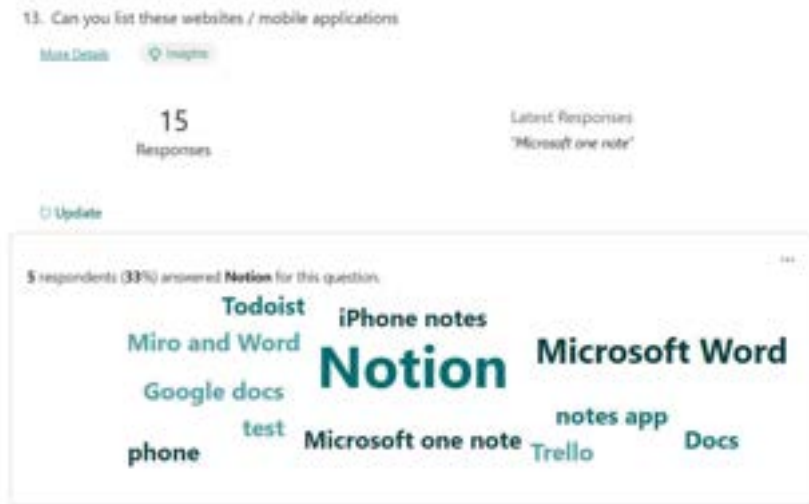 13. Can you list these websites / mobile applications
More Details Insights
15
Responses
Latest Responses
"Microsoft one note"
Update
...
5 respondents (33%) answered Notion for this question.
Todoist
iPhone notes
Miro and Word
Notion
Microsoft Word
Google docs
notes app
test
Microsoft one note
Docs
phone
Trello